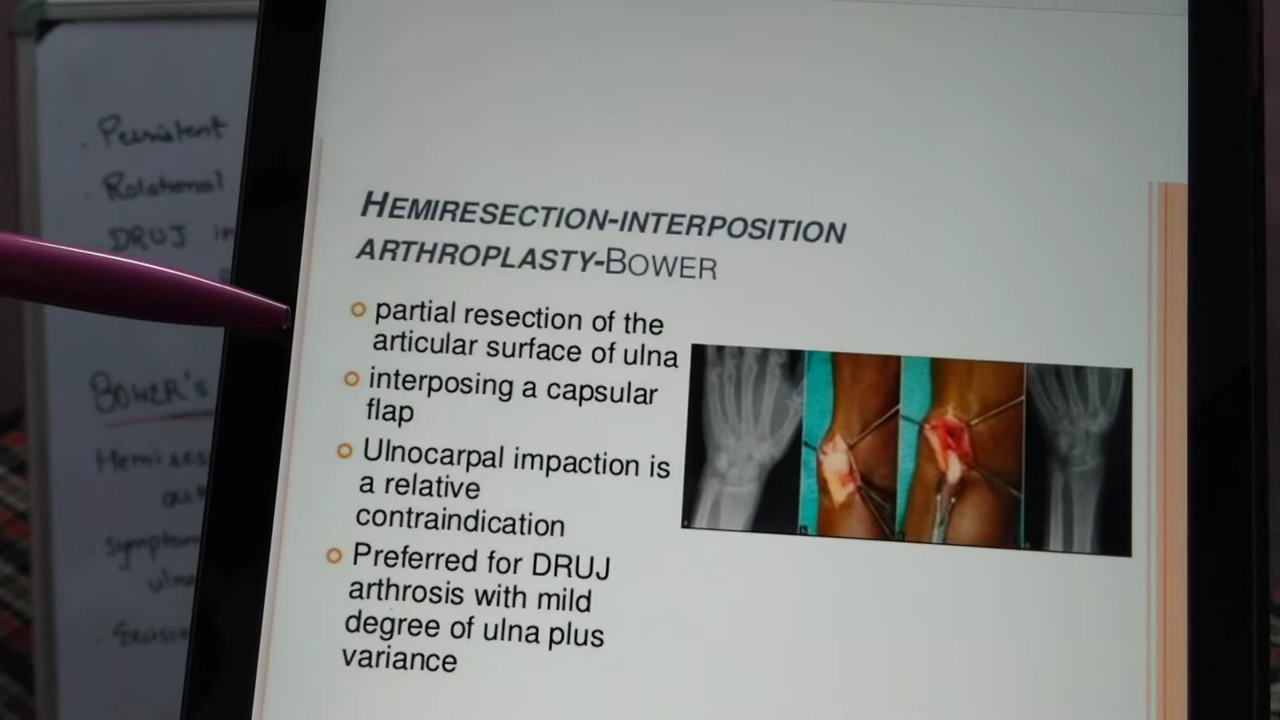 Persistent
Rotational
DRUJ
BOWER'S
HEMIRESECTION-INTERPOSITION
ARTHROPLASTY-BOWER
partial resection of the
articular surface of ulna
interposing a capsular
flap
Ulnocarpal impaction is
a relative
contraindication
Preferred for DRUJ
arthrosis with mild
degree of ulna plus
variance